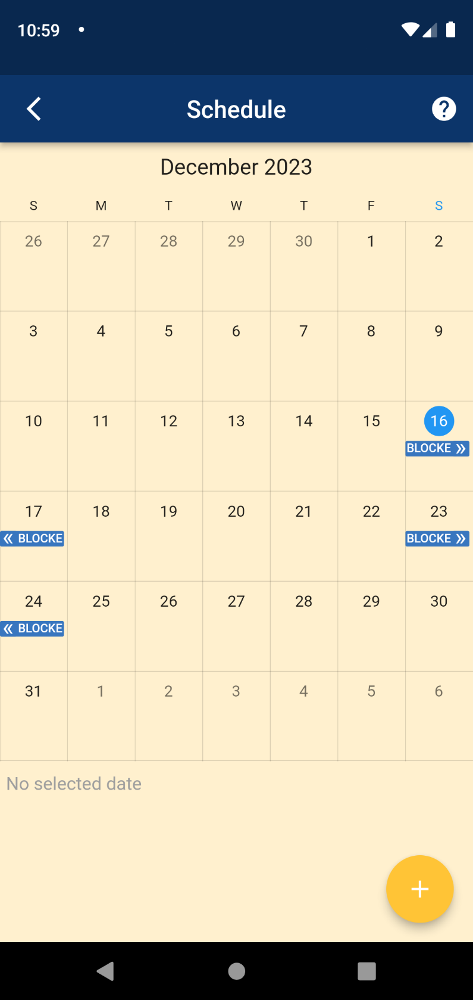 10:59
Schedule
?
December 2023
S M T W T F S
26 27 28 29 30 1 2
3 4 5 6 7 8 9
10 11 12 13 14 15 16
BLOCKE »
17 18 19 20 21 22 23
« BLOCKE BLOCKE »
24 25 26 27 28 29 30
« BLOCKE
31 1 2 3 4 5 6
No selected date
+